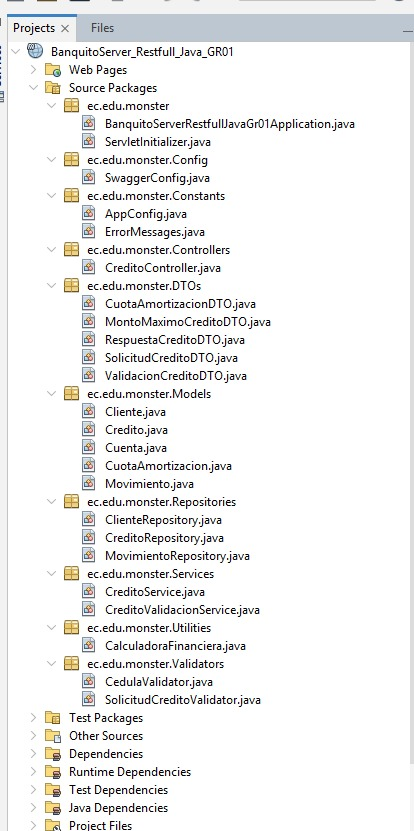 Projects
Files
BanquitoServer_Restfull_Java_GR01
Web Pages
Source Packages
ec.edu.monster
BanquitoServerRestfullJavaGr01Application.java
ServletInitializer.java
ec.edu.monster.Config
SwaggerConfig.java
ec.edu.monster.Constants
AppConfig.java
ErrorMessages.java
ec.edu.monster.Controllers
CreditoController.java
ec.edu.monster.DTOs
CuotaAmortizacionDTO.java
MontoMaximoCreditoDTO.java
RespuestaCreditoDTO.java
SolicitudCreditoDTO.java
ValidacionCreditoDTO.java
ec.edu.monster.Models
Cliente.java
Credito.java
Cuenta.java
CuotaAmortizacion.java
Movimiento.java
ec.edu.monster.Repositories
ClienteRepository.java
CreditoRepository.java
MovimientoRepository.java
ec.edu.monster.Services
CreditoService.java
CreditoValidacionService.java
ec.edu.monster.Utilities
CalculadoraFinanciera.java
ec.edu.monster.Validators
CedulaValidator.java
SolicitudCreditoValidator.java
Test Packages
Other Sources
Dependencies
Runtime Dependencies
Test Dependencies
Java Dependencies
Project Files